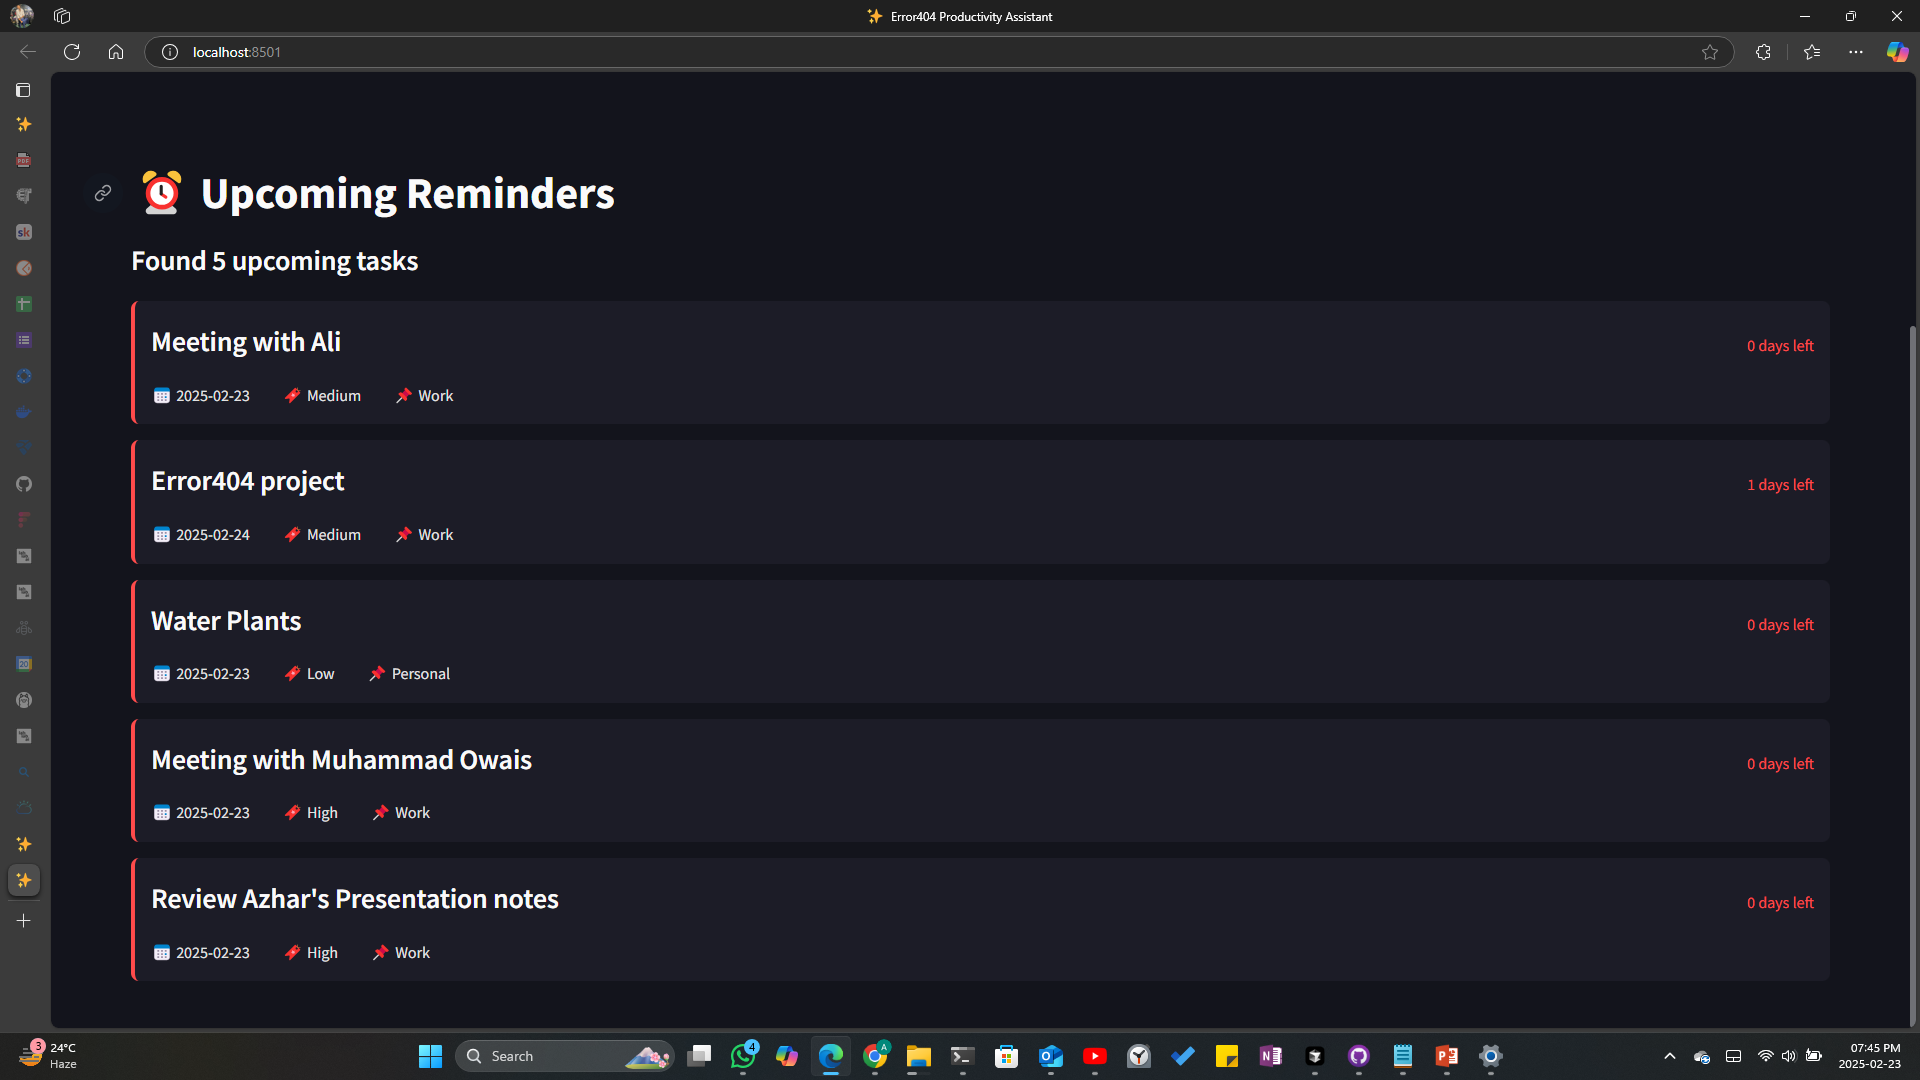 Error404 Productivity Assistant
localhost:8501
Upcoming Reminders
Found 5 upcoming tasks
Meeting with Ali
0 days left
2025-02-23 Medium Work
Error404 project
1 days left
2025-02-24 Medium Work
Water Plants
0 days left
2025-02-23 Low Personal
Meeting with Muhammad Owais
0 days left
2025-02-23 High Work
Review Azhar's Presentation notes
0 days left
2025-02-23 High Work
3
24°C
Haze
Search
4
A
07:45 PM
2025-02-23